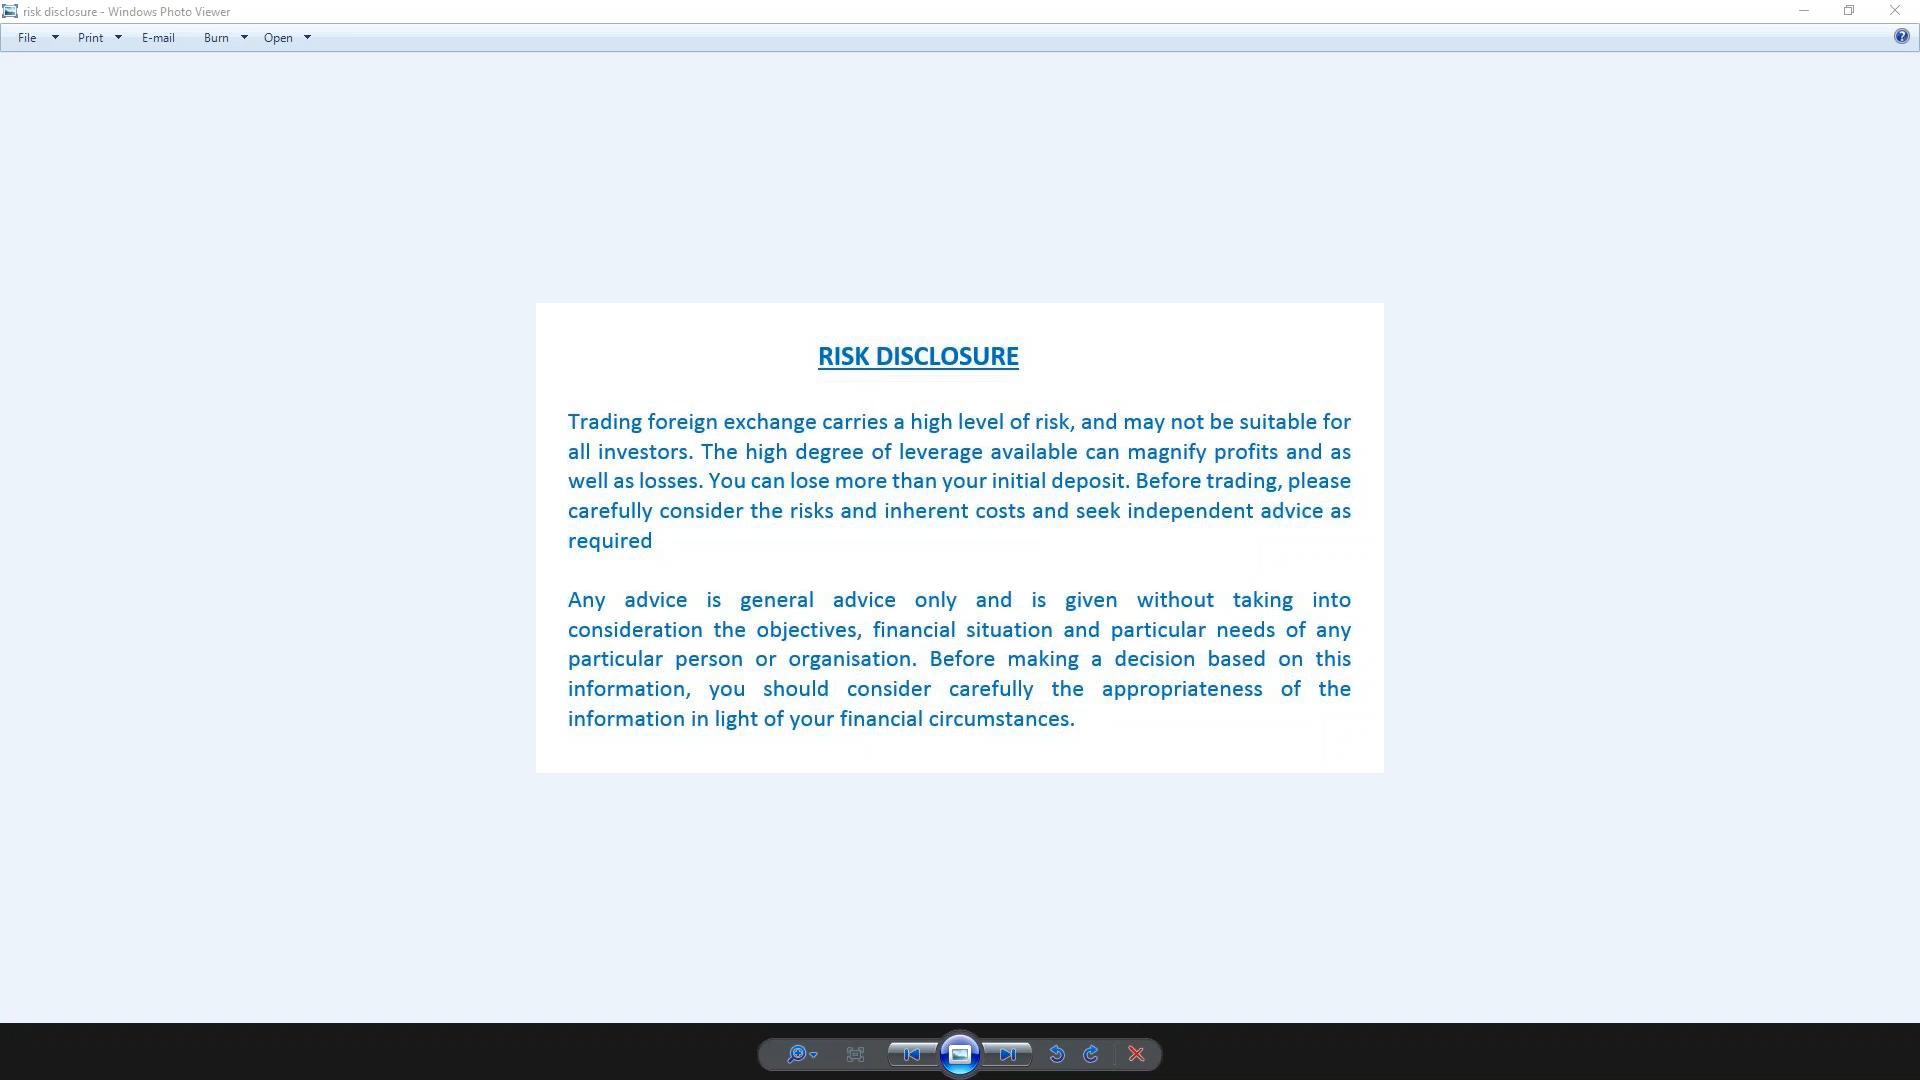 risk disclosure - Windows Photo Viewer
File Print E-mail Burn Open
RISK DISCLOSURE
Trading foreign exchange carries a high level of risk, and may not be suitable for
all investors. The high degree of leverage available can magnify profits and as
well as losses. You can lose more than your initial deposit. Before trading, please
carefully consider the risks and inherent costs and seek independent advice as
required
Any advice is general advice only and is given without taking into
consideration the objectives, financial situation and particular needs of any
particular person or organisation. Before making a decision based on this
information, you should consider carefully the appropriateness of the
information in light of your financial circumstances.